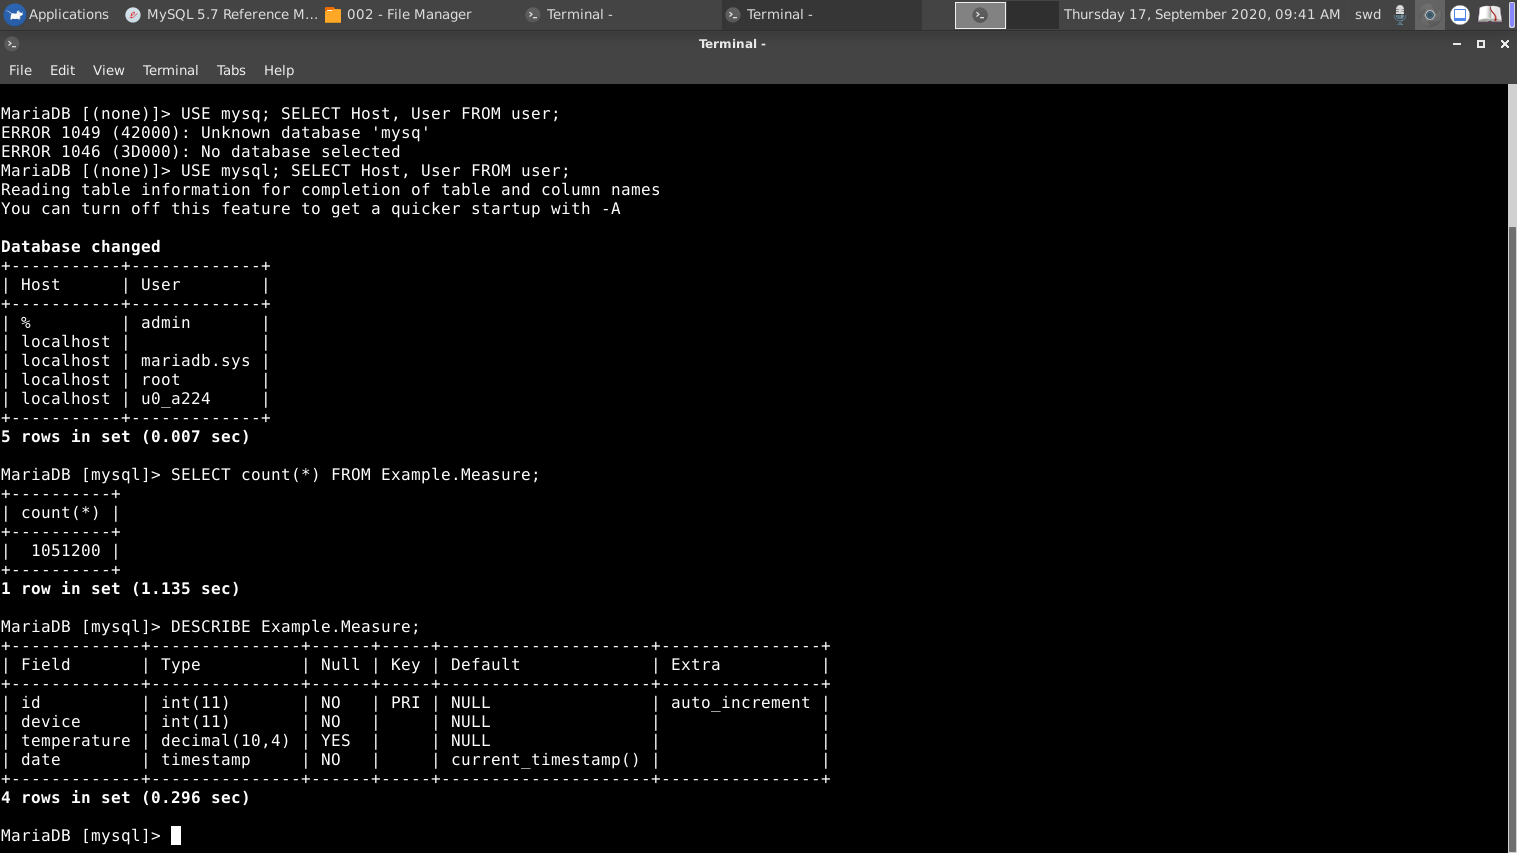 Applications MySQL 5.7 Reference M... 002 - File Manager Terminal - Terminal - Thursday 17, September 2020, 09:41 AM swd
Terminal -
File Edit View Terminal Tabs Help
MariaDB [(none)]> USE mysq; SELECT Host, User FROM user;
ERROR 1049 (42000): Unknown database 'mysq'
ERROR 1046 (3D000): No database selected
MariaDB [(none)]> USE mysql; SELECT Host, User FROM user;
Reading table information for completion of table and column names
You can turn off this feature to get a quicker startup with -A
Database changed
+-----------+-------------+
| Host      | User        |
+-----------+-------------+
| %         | admin       |
| localhost |             |
| localhost | mariadb.sys |
| localhost | root        |
| localhost | u0_a224     |
+-----------+-------------+
5 rows in set (0.007 sec)
MariaDB [mysql]> SELECT count(*) FROM Example.Measure;
+----------+
| count(*) |
+----------+
|  1051200 |
+----------+
1 row in set (1.135 sec)
MariaDB [mysql]> DESCRIBE Example.Measure;
+-------------+---------------+------+-----+---------------------+----------------+
| Field       | Type          | Null | Key | Default             | Extra          |
+-------------+---------------+------+-----+---------------------+----------------+
| id          | int(11)       | NO   | PRI | NULL                | auto_increment |
| device      | int(11)       | NO   |     | NULL                |                |
| temperature | decimal(10,4) | YES  |     | NULL                |                |
| date        | timestamp     | NO   |     | current_timestamp() |                |
+-------------+---------------+------+-----+---------------------+----------------+
4 rows in set (0.296 sec)
MariaDB [mysql]>